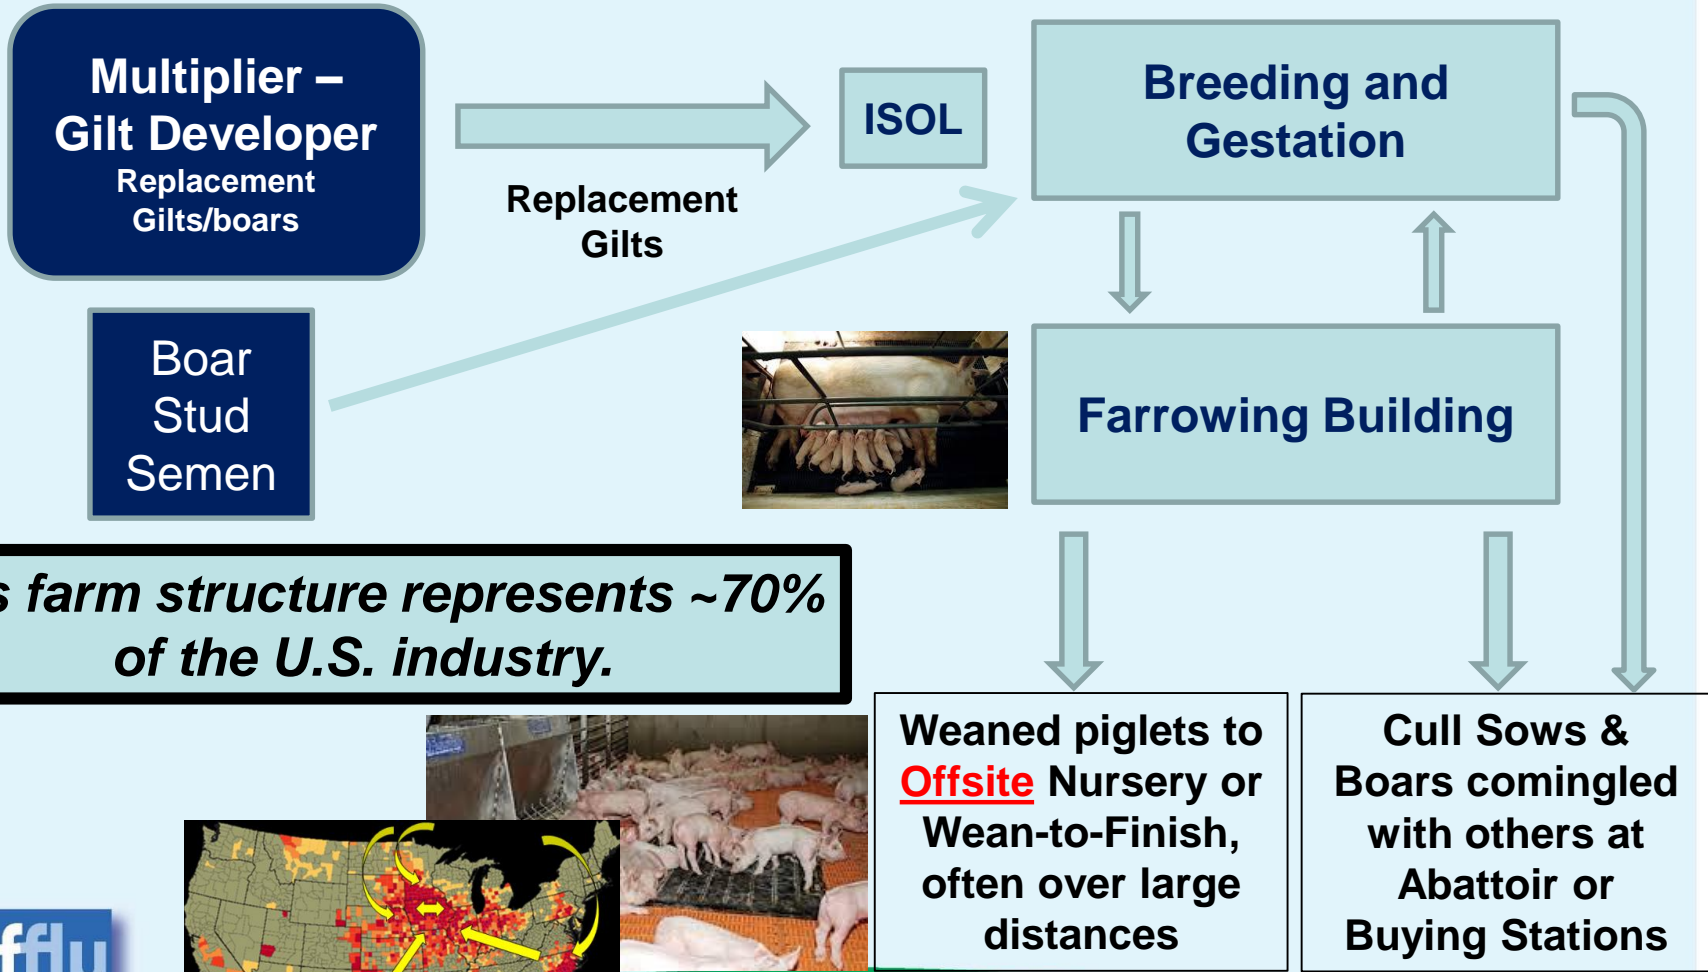 Multiplier –
Gilt Developer
Replacement
Gilts/boars
Replacement
Gilts
ISOL
Breeding and
Gestation
Boar
Stud
Semen
Farrowing Building
s farm structure represents ~70%
of the U.S. industry.
Weaned piglets to
Offsite Nursery or
Wean-to-Finish,
often over large
distances
Cull Sows &
Boars comingled
with others at
Abattoir or
Buying Stations